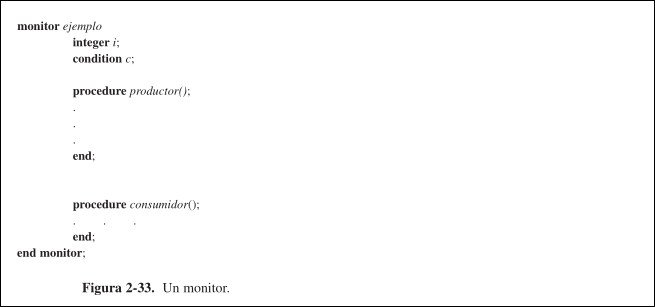 monitor ejemplo
integer i;
condition c;
procedure productor();
.
.
.
end;
procedure consumidor();
. . .
end;
end monitor;
Figura 2-33. Un monitor.